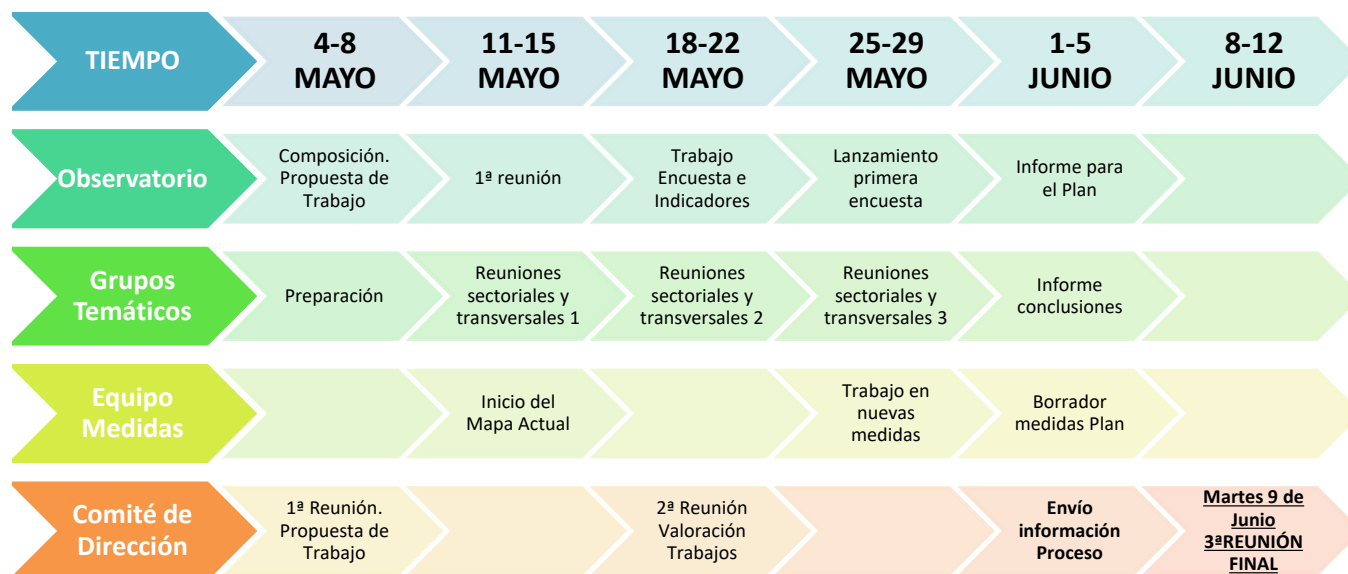 TIEMPO
4-8
MAYO
11-15
MAYO
18-22
MAYO
25-29
MAYO
1-5
JUNIO
8-12
JUNIO
Observatorio
Composición.
Propuesta de
Trabajo
1ª reunión
Trabajo
Encuesta e
Indicadores
Lanzamiento
primera
encuesta
Informe para
el Plan
Grupos
Temáticos
Preparación
Reuniones
sectoriales y
transversales 1
Reuniones
sectoriales y
transversales 2
Reuniones
sectoriales y
transversales 3
Informe
conclusiones
Equipo
Medidas
Inicio del
Mapa Actual
Trabajo en
nuevas
medidas
Borrador
medidas Plan
Comité de
Dirección
1ª Reunión.
Propuesta de
Trabajo
2ª Reunión
Valoración
Trabajos
Envío
información
Proceso
Martes 9 de
Junio
3ªREUNIÓN
FINAL